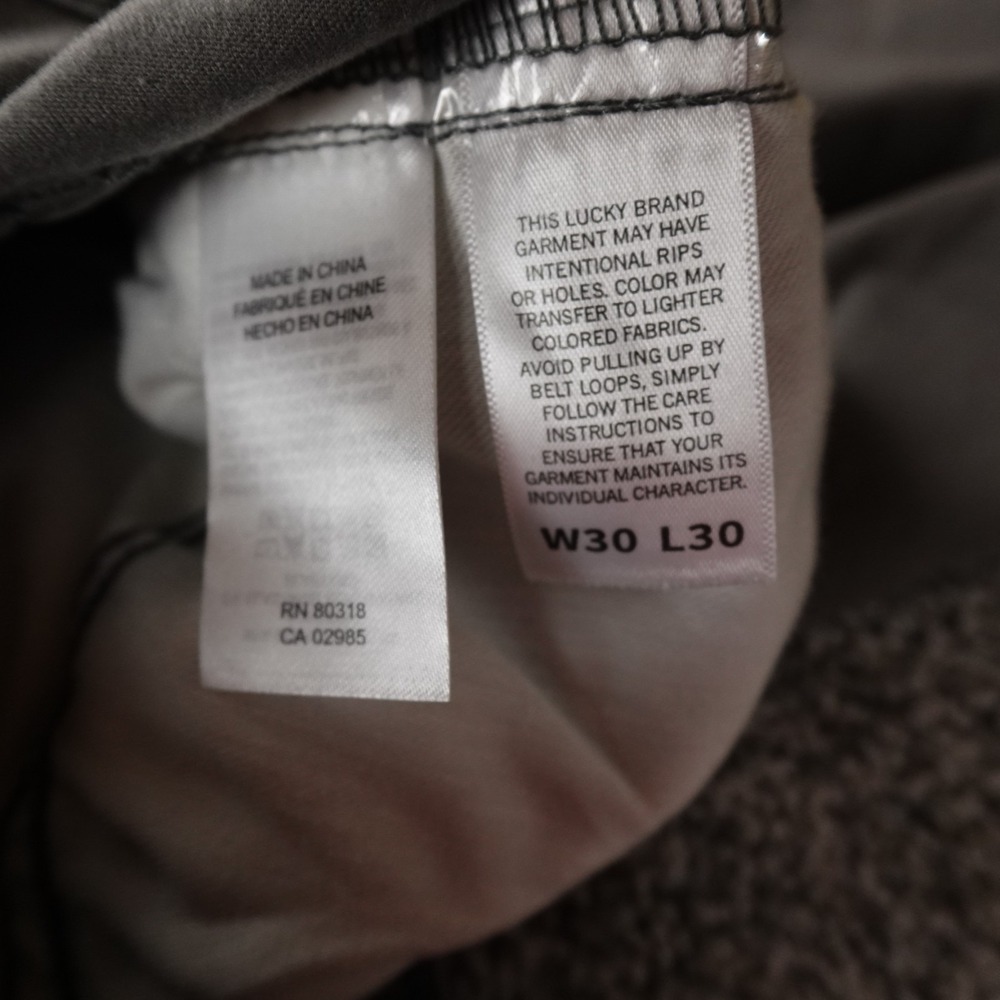 MADE IN CHINA
FABRIQUÉ EN CHINE
HECHO EN CHINA
RN 80318
CA 02985
THIS LUCKY BRAND
GARMENT MAY HAVE
INTENTIONAL RIPS
OR HOLES. COLOR MAY
TRANSFER TO LIGHTER
COLORED FABRICS.
AVOID PULLING UP BY
BELT LOOPS, SIMPLY
FOLLOW THE CARE
INSTRUCTIONS TO
ENSURE THAT YOUR
GARMENT MAINTAINS ITS
INDIVIDUAL CHARACTER.
W30 L30